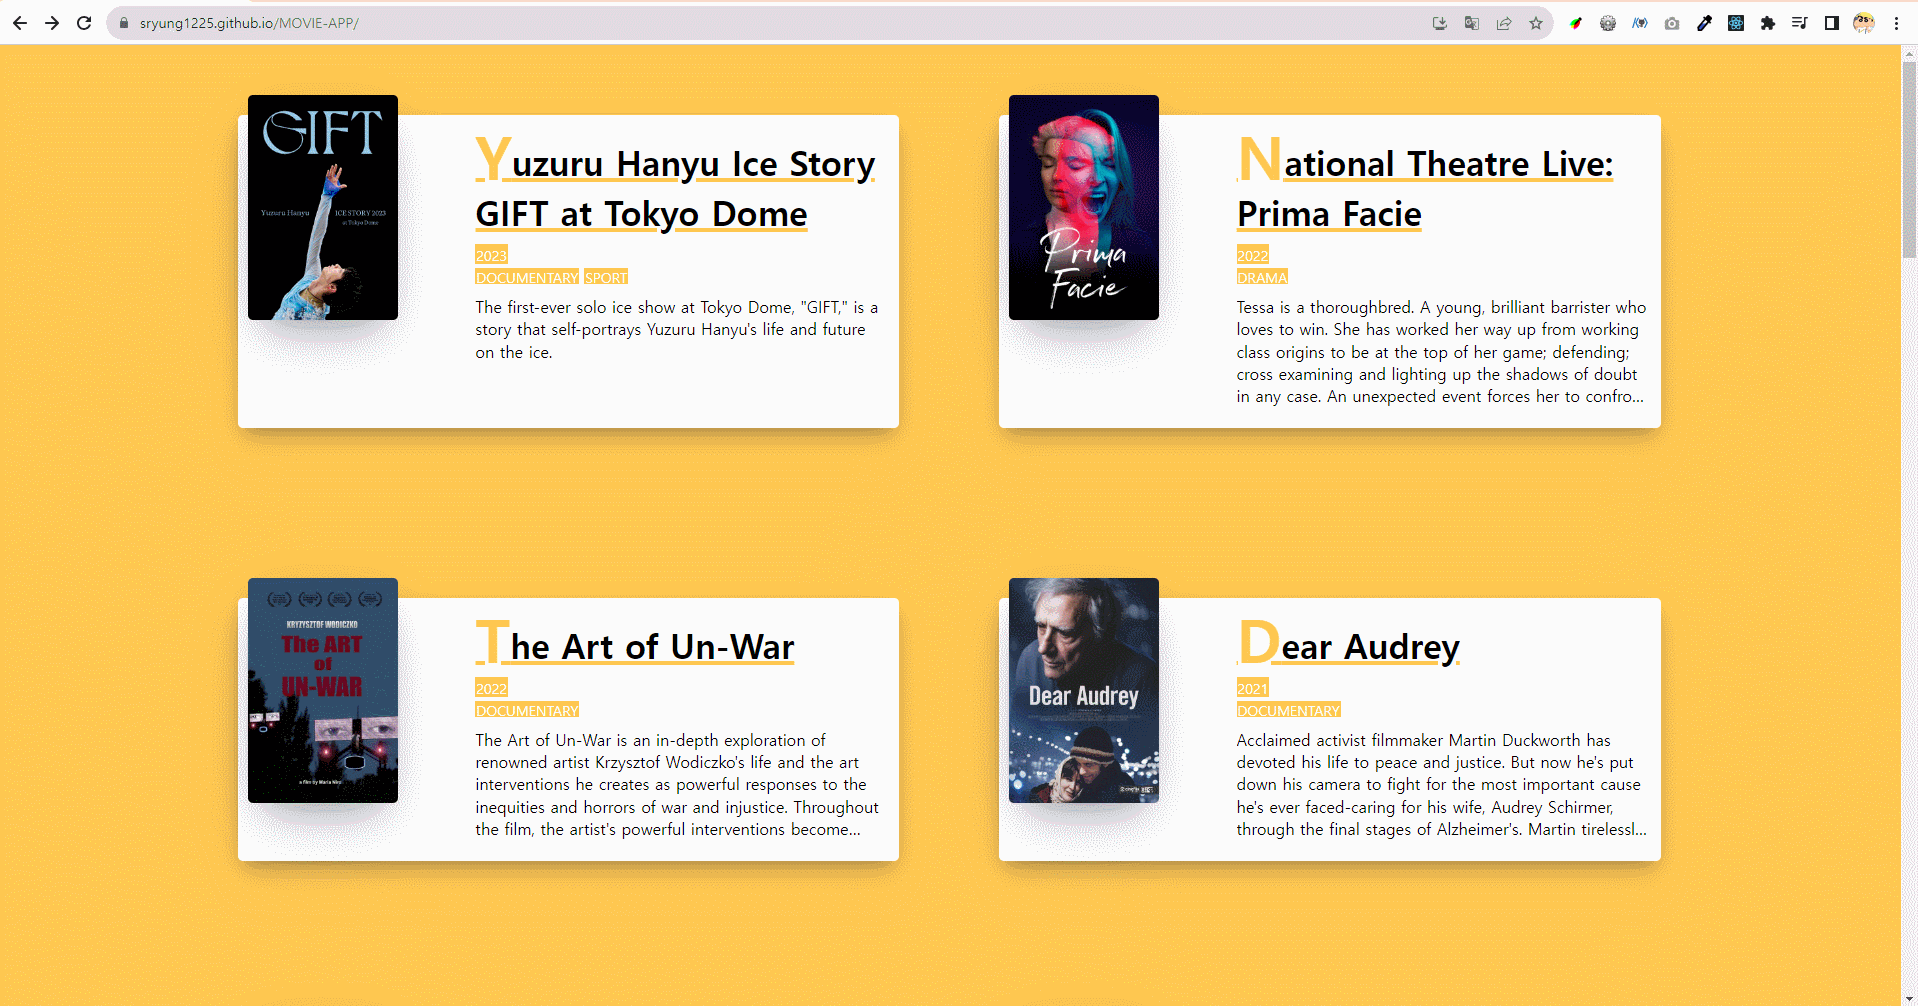 sryung1225.github.io/MOVIE-APP/
GIFT
Yuzuru Hanyu ICE STORY 2023
at Tokyo Dome
Yuzuru Hanyu Ice Story
GIFT at Tokyo Dome
2023
DOCUMENTARY SPORT
The first-ever solo ice show at Tokyo Dome, "GIFT," is a
story that self-portrays Yuzuru Hanyu's life and future
on the ice.
Prima
Facie
National Theatre Live:
Prima Facie
2022
DRAMA
Tessa is a thoroughbred. A young, brilliant barrister who
loves to win. She has worked her way up from working
class origins to be at the top of her game; defending;
cross examining and lighting up the shadows of doubt
in any case. An unexpected event forces her to confro...
KRYZYSZTOF WODICZKO
The ART
of
UN-WAR
a film by Maria Niro
The Art of Un-War
2022
DOCUMENTARY
The Art of Un-War is an in-depth exploration of
renowned artist Krzysztof Wodiczko's life and the art
interventions he creates as powerful responses to the
inequities and horrors of war and injustice. Throughout
the film, the artist's powerful interventions become...
Dear Audrey
Dear Audrey
2021
DOCUMENTARY
Acclaimed activist filmmaker Martin Duckworth has
devoted his life to peace and justice. But now he's put
down his camera to fight for the most important cause
he's ever faced-caring for his wife, Audrey Schirmer,
through the final stages of Alzheimer's. Martin tirelessl...